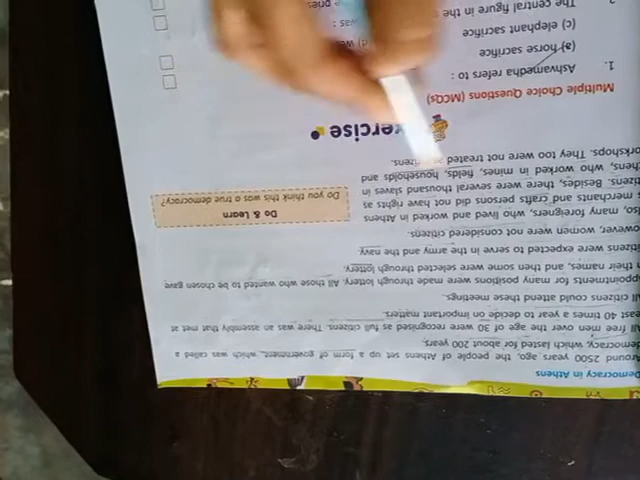 Democracy in Athens
Around 2500 years ago, the people of Athens set up a form of government, which was called a
democracy, which lasted for about 200 years.
All free men over the age of 30 were recognised as full citizens. There was an assembly that met at
least 40 times a year to decide on important matters.
All citizens could attend these meetings.
Appointments for many positions were made through lottery. All those who wanted to be chosen gave
in their names, and then some were selected through lottery.
citizens were expected to serve in the army and the navy.
However, women were not considered citizens.
so, many foreigners, who lived and worked in Athens
merchants and crafts persons did not have rights as
citizens. Besides, there were several thousand slaves in
Athens, who worked in mines, fields, households and
workshops. They too were not treated citizens.
Do & Learn
Do you think this was a true democracy?
Exercise
Multiple Choice Questions (MCQs)
1. Ashvamedha refers to :
(a) horse sacrifice
(c) elephant sacrifice
The central figure in the was :